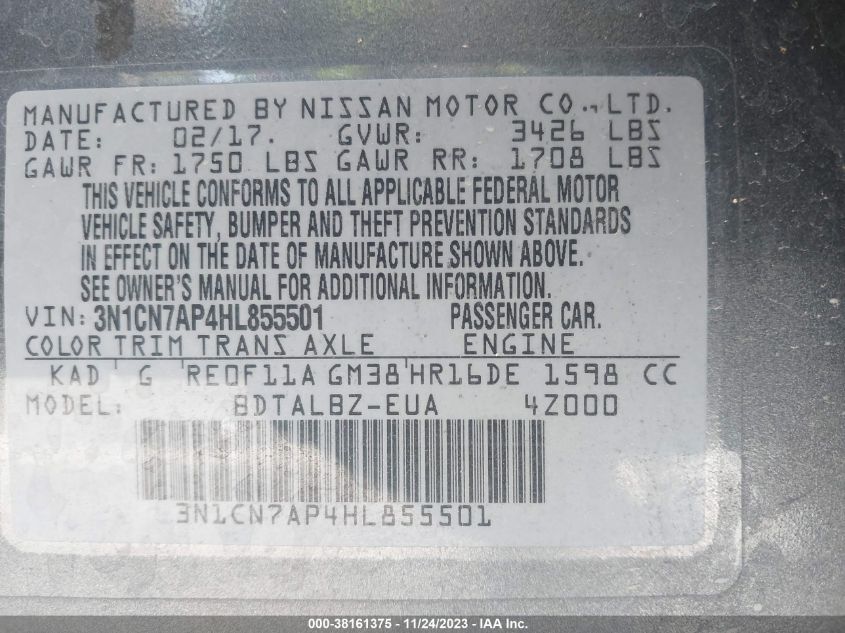 MANUFACTURED BY NISSAN MOTOR CO., LTD.
DATE: 02/17. GVWR: 3426 LBS
GAWR FR: 1750 LBS GAWR RR: 1708 LBS
THIS VEHICLE CONFORMS TO ALL APPLICABLE FEDERAL MOTOR
VEHICLE SAFETY, BUMPER AND THEFT PREVENTION STANDARDS
IN EFFECT ON THE DATE OF MANUFACTURE SHOWN ABOVE.
SEE OWNER'S MANUAL FOR ADDITIONAL INFORMATION.
VIN: 3N1CN7AP4HL855501 PASSENGER CAR.
COLOR TRIM TRANS AXLE ENGINE
KAD G RE0F11A GM38 HR16DE 1598 CC
MODEL: BDTALBZ-EUA 4Z000
3N1CN7AP4HL855501
000-38161375 - 11/24/2023 - © IAA, Inc.